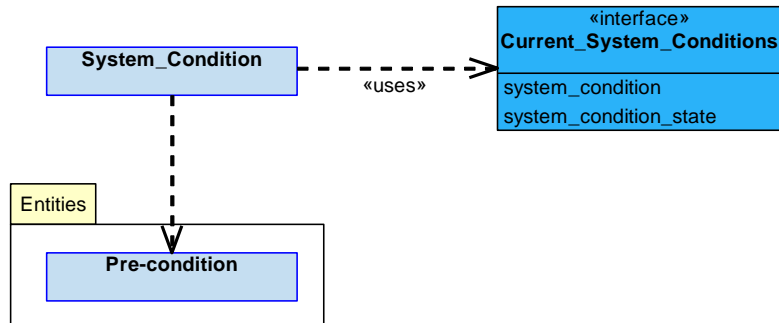 «interface»
Current_System_Conditions
System_Condition
«uses»
system_condition
system_condition_state
Entities
Pre-condition